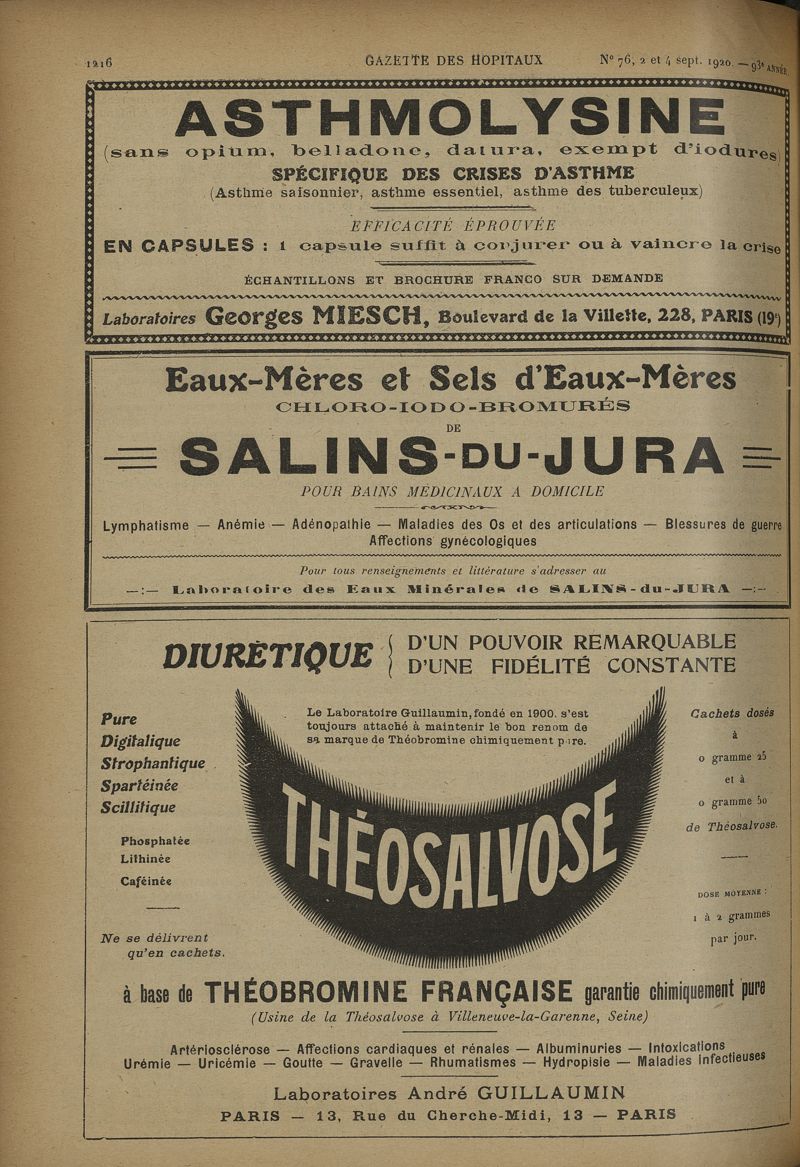 1216 GAZETTE DES HOPITAUX N° 76, 2 et 4 sept. 1920. — 93e ANNÉE
ASTHMOLYSINE
(sans opium, belladone, datura, exempt d'iodures)
SPÉCIFIQUE DES CRISES D'ASTHME
(Asthme saisonnier, asthme essentiel, asthme des tuberculeux)
EFFICACITÉ ÉPROUVÉE
EN CAPSULES : 1 capsule suffit à conjurer ou à vaincre la crise
ÉCHANTILLONS ET BROCHURE FRANCO SUR DEMANDE
Laboratoires Georges MIESCH, Boulevard de la Villette, 228, PARIS (19e)
Eaux-Mères et Sels d'Eaux-Mères
CHLORO-IODO-BROMURÉS
DE
SALINS-DU-JURA
POUR BAINS MÉDICINAUX A DOMICILE
Lymphatisme — Anémie — Adénopathie — Maladies des Os et des articulations — Blessures de guerre
Affections gynécologiques
Pour tous renseignements et littérature s'adresser au
—:— Laboratoire des Eaux Minérales de SALINS-du-JURA —:—
DIURÉTIQUE { D'UN POUVOIR REMARQUABLE
D'UNE FIDÉLITÉ CONSTANTE
Le Laboratoire Guillaumin, fondé en 1900, s'est
toujours attaché à maintenir le bon renom de
sa marque de Théobromine chimiquement pure.
Pure
Digitalique
Strophantique
Spartéinée
Scillitique
Phosphatée
Lithinée
Caféinée
Ne se délivrent
qu'en cachets.
THÉOSALVOSE
Cachets dosés
à
0 gramme 25
et à
0 gramme 50
de Théosalvose.
DOSE MOYENNE :
1 à 2 grammes
par jour.
à base de THÉOBROMINE FRANÇAISE garantie chimiquement pure
(Usine de la Théosalvose à Villeneuve-la-Garenne, Seine)
Artériosclérose — Affections cardiaques et rénales — Albuminuries — Intoxications
Urémie — Uricémie — Goutte — Gravelle — Rhumatismes — Hydropisie — Maladies Infectieuses
Laboratoires André GUILLAUMIN
PARIS — 13, Rue du Cherche-Midi, 13 — PARIS